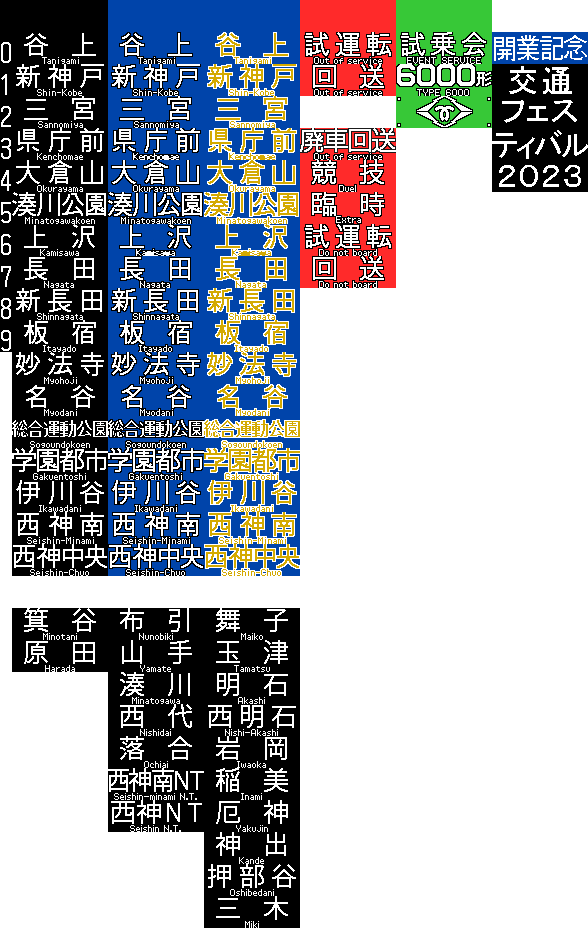 0
1
2
3
4
5
6
7
8
9
谷上
Tanigami
新神戸
Shin-Kobe
三宮
Sannomiya
県庁前
Kenchomae
大倉山
Okurayama
湊川公園
Minatogawakoen
上沢
Kamisawa
長田
Nagata
新長田
Shinnagata
板宿
Itayado
妙法寺
Myohoji
名谷
Myodani
総合運動公園
Sogoundokoen
学園都市
Gakuentoshi
伊川谷
Ikawadani
西神南
Seishin-Minami
西神中央
Seishin-Chuo
谷上
Tanigami
新神戸
Shin-Kobe
三宮
Sannomiya
県庁前
Kenchomae
大倉山
Okurayama
湊川公園
Minatogawakoen
上沢
Kamisawa
長田
Nagata
新長田
Shinnagata
板宿
Itayado
妙法寺
Myohoji
名谷
Myodani
総合運動公園
Sogoundokoen
学園都市
Gakuentoshi
伊川谷
Ikawadani
西神南
Seishin-Minami
西神中央
Seishin-Chuo
谷上
Tanigami
新神戸
Shin-Kobe
三宮
Sannomiya
県庁前
Kenchomae
大倉山
Okurayama
湊川公園
Minatogawakoen
上沢
Kamisawa
長田
Nagata
新長田
Shinnagata
板宿
Itayado
妙法寺
Myohoji
名谷
Myodani
総合運動公園
Sogoundokoen
学園都市
Gakuentoshi
伊川谷
Ikawadani
西神南
Seishin-Minami
西神中央
Seishin-Chuo
試運転
Out of service
回送
Out of service
廃車回送
Out of service
競技
Duel
臨時
Extra
試運転
Do not board
回送
Do not board
試乗会
EVENT SERVICE
6000形
TYPE 6000
開業記念
交通
フェス
ティバル
2023
箕谷
Minotani
原田
Harada
布引
Nunobiki
山手
Yamate
湊川
Minatogawa
西代
Nishidai
落合
Ochiai
西神南NT
Seishin-minami N.T.
西神NT
Seishin N.T.
舞子
Maiko
玉津
Tamatsu
明石
Akashi
西明石
Nishi-Akashi
岩岡
Iwaoka
稲美
Inami
厄神
Yakujin
神出
Kande
押部谷
Oshibedani
三木
Miki